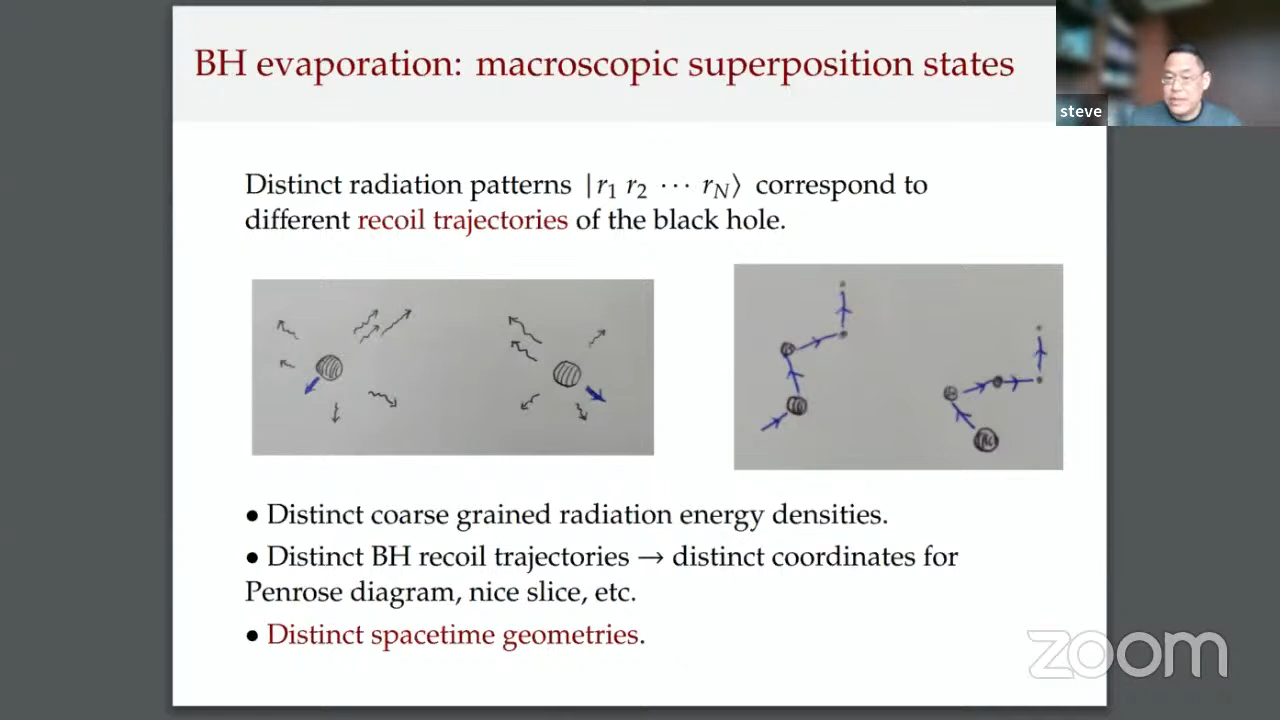 BH evaporation: macroscopic superposition states
steve
Distinct radiation patterns |r₁ r₂ ⋯ r_N⟩ correspond to
different recoil trajectories of the black hole.
• Distinct coarse grained radiation energy densities.
• Distinct BH recoil trajectories → distinct coordinates for
Penrose diagram, nice slice, etc.
• Distinct spacetime geometries.
zoom